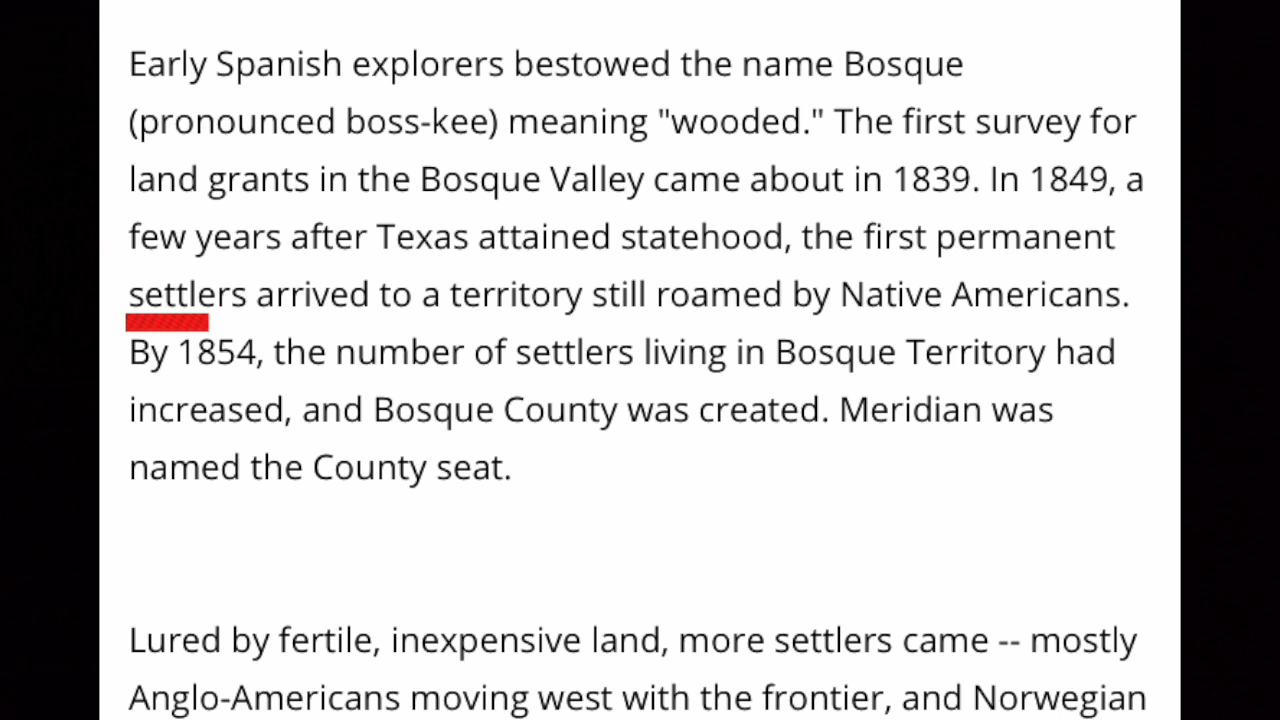 Early Spanish explorers bestowed the name Bosque
(pronounced boss-kee) meaning "wooded." The first survey for
land grants in the Bosque Valley came about in 1839. In 1849, a
few years after Texas attained statehood, the first permanent
settlers arrived to a territory still roamed by Native Americans.
By 1854, the number of settlers living in Bosque Territory had
increased, and Bosque County was created. Meridian was
named the County seat.
Lured by fertile, inexpensive land, more settlers came -- mostly
Anglo-Americans moving west with the frontier, and Norwegian